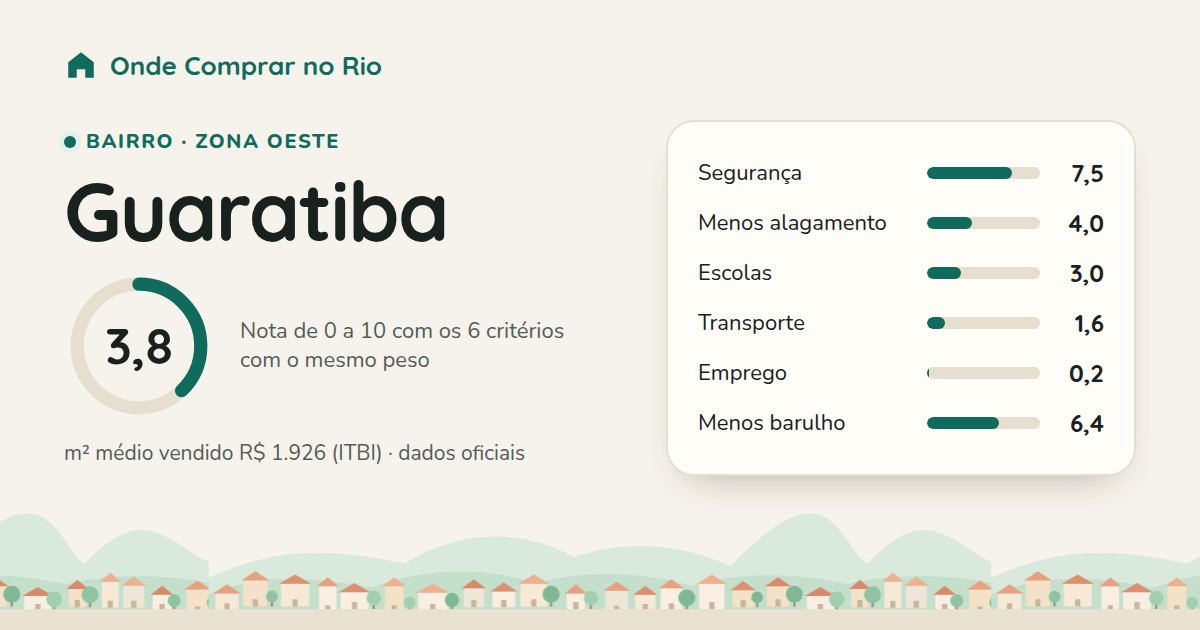 Onde Comprar no Rio
BAIRRO · ZONA OESTE
Guaratiba
3,8
Nota de 0 a 10 com os 6 critérios
com o mesmo peso
m² médio vendido R$ 1.926 (ITBI) · dados oficiais
Segurança 7,5
Menos alagamento 4,0
Escolas 3,0
Transporte 1,6
Emprego 0,2
Menos barulho 6,4